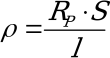 ρ = (R_P · S) / l